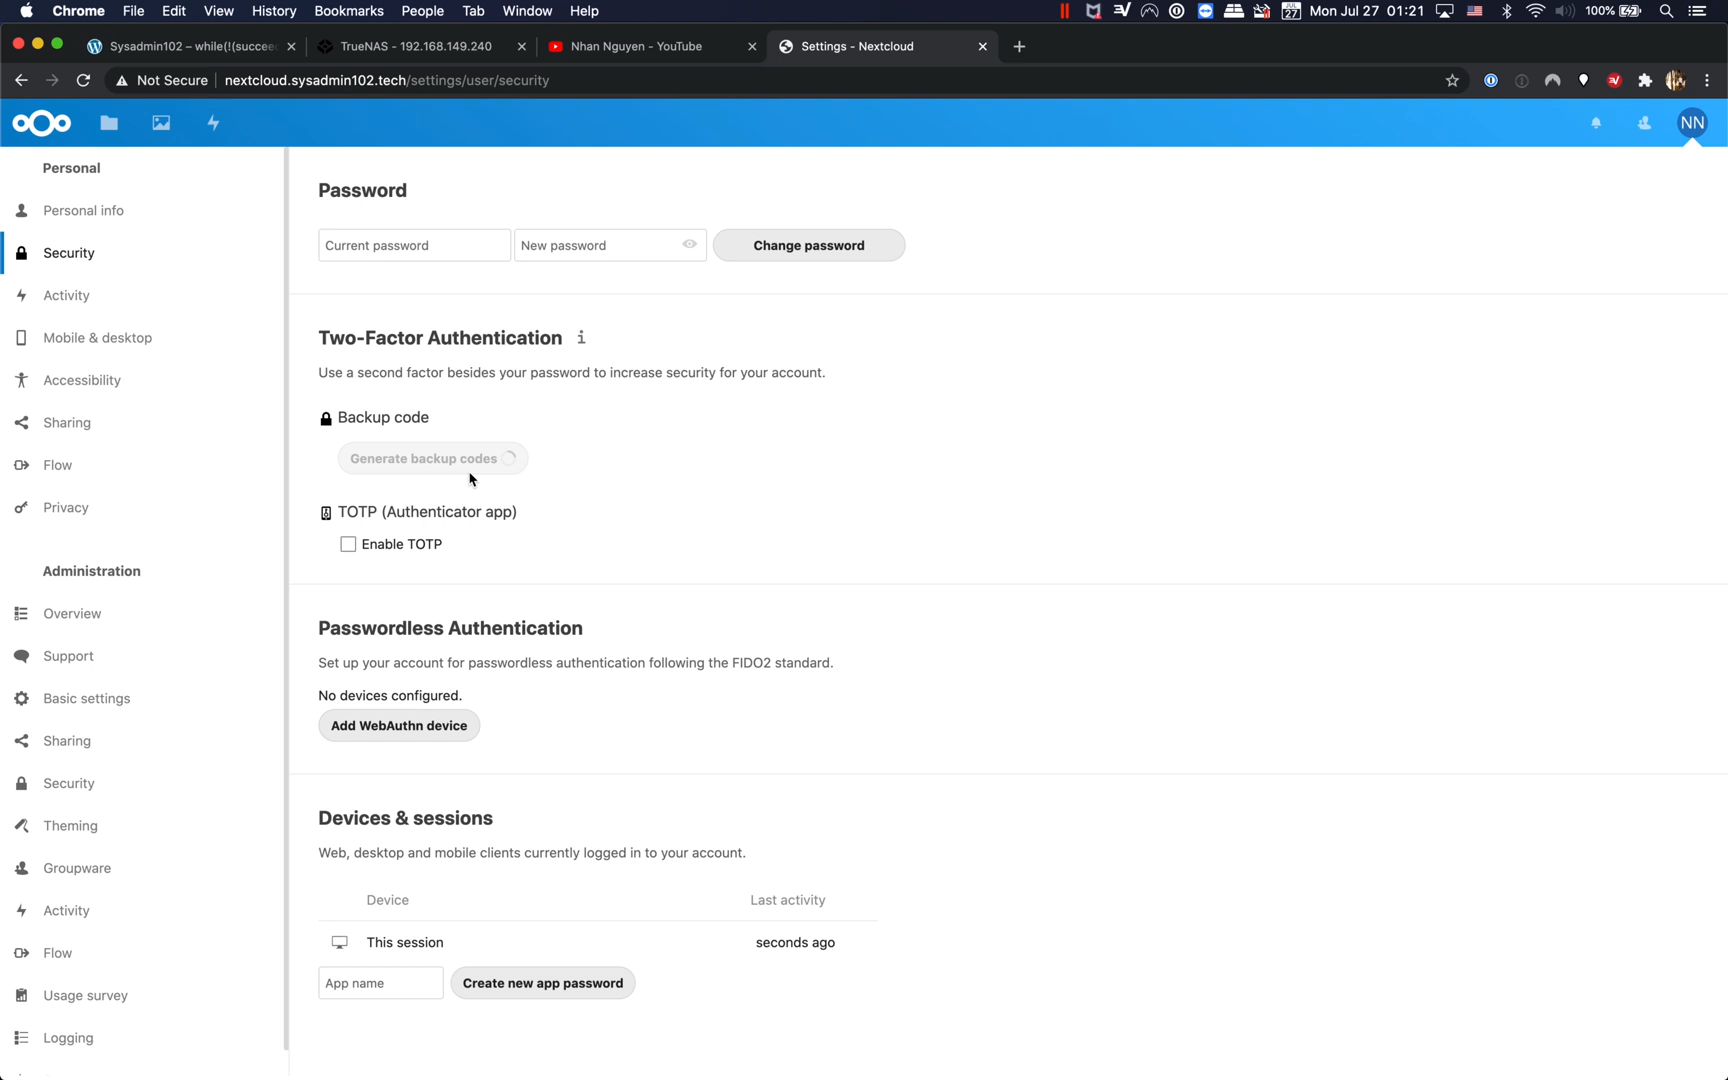 Chrome File Edit View History Bookmarks People Tab Window Help JUL 27 Mon Jul 27 01:21 100%
Sysadmin102 – while(!(succee TrueNAS - 192.168.149.240 Nhan Nguyen - YouTube Settings - Nextcloud
Not Secure nextcloud.sysadmin102.tech/settings/user/security
NN
Personal
Personal info
Security
Activity
Mobile & desktop
Accessibility
Sharing
Flow
Privacy
Administration
Overview
Support
Basic settings
Sharing
Security
Theming
Groupware
Activity
Flow
Usage survey
Logging
Password
Current password New password Change password
Two-Factor Authentication i
Use a second factor besides your password to increase security for your account.
Backup code
Generate backup codes
TOTP (Authenticator app)
Enable TOTP
Passwordless Authentication
Set up your account for passwordless authentication following the FIDO2 standard.
No devices configured.
Add WebAuthn device
Devices & sessions
Web, desktop and mobile clients currently logged in to your account.
Device Last activity
This session seconds ago
App name Create new app password